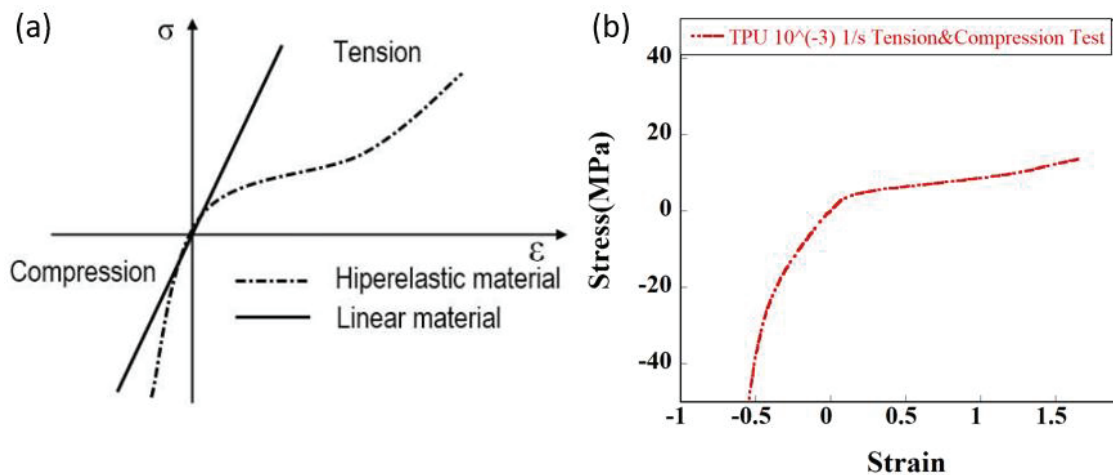 (a)
σ
Tension
ε
Compression
Hiperelastic material
Linear material
(b)
TPU 10^(-3) 1/s Tension&Compression Test
40
20
0
-20
-40
Stress(MPa)
-1
-0.5
0
0.5
1
1.5
Strain